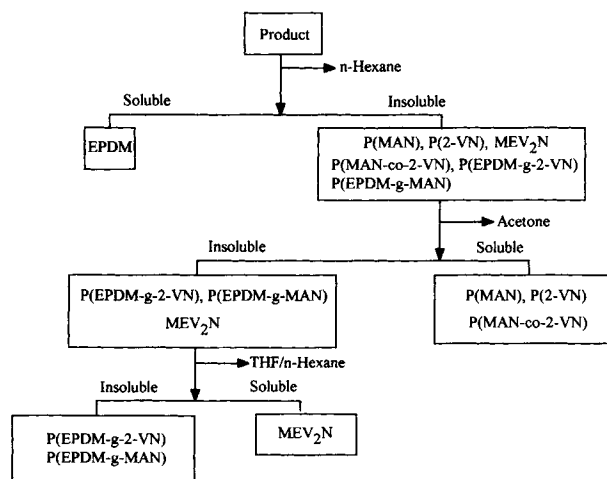 Product
n-Hexane
Soluble
Insoluble
EPDM
P(MAN), P(2-VN), MEV₂N
P(MAN-co-2-VN), P(EPDM-g-2-VN)
P(EPDM-g-MAN)
Acetone
Insoluble
Soluble
P(EPDM-g-2-VN), P(EPDM-g-MAN)
MEV₂N
P(MAN), P(2-VN)
P(MAN-co-2-VN)
THF/n-Hexane
Insoluble
Soluble
P(EPDM-g-2-VN)
P(EPDM-g-MAN)
MEV₂N